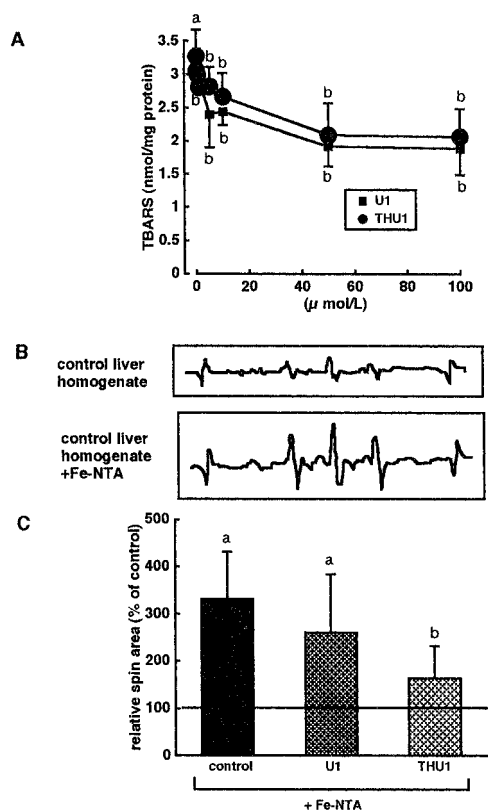 A
a
3.5
3
2.5
2
1.5
1
0.5
0
TBARS (nmol/mg protein)
b
b
b
b
b
b
b
b
b
U1
THU1
0 20 40 60 80 100
(μ mol/L)
B
control liver
homogenate
control liver
homogenate
+Fe-NTA
C
500
400
300
200
100
0
relative spin area (% of control)
a
a
b
control U1 THU1
+ Fe-NTA